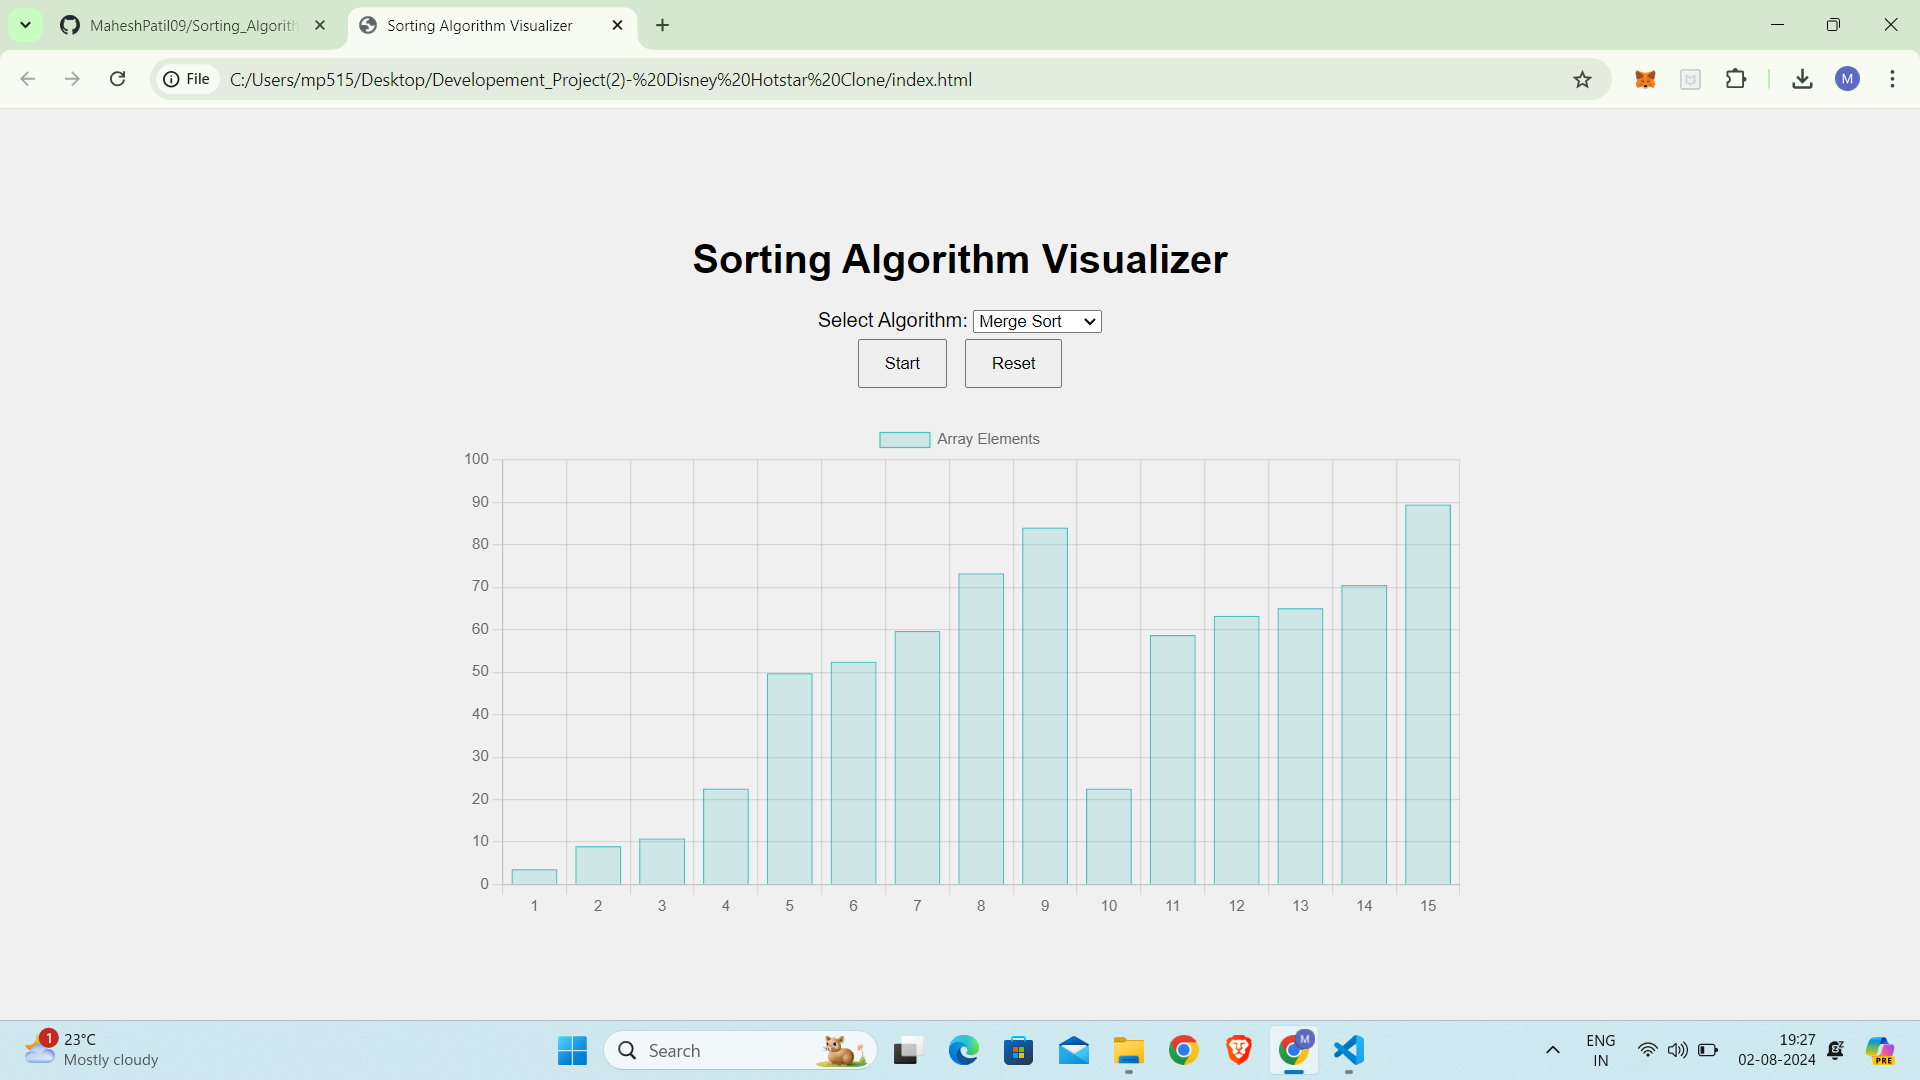 MaheshPatil09/Sorting_Algorith
Sorting Algorithm Visualizer
File
C:/Users/mp515/Desktop/Developement_Project(2)-%20Disney%20Hotstar%20Clone/index.html
M
Sorting Algorithm Visualizer
Select Algorithm: Merge Sort
Start Reset
Array Elements
100
90
80
70
60
50
40
30
20
10
0
1 2 3 4 5 6 7 8 9 10 11 12 13 14 15
1
23°C
Mostly cloudy
Search
M
ENG
IN
19:27
02-08-2024
PRE